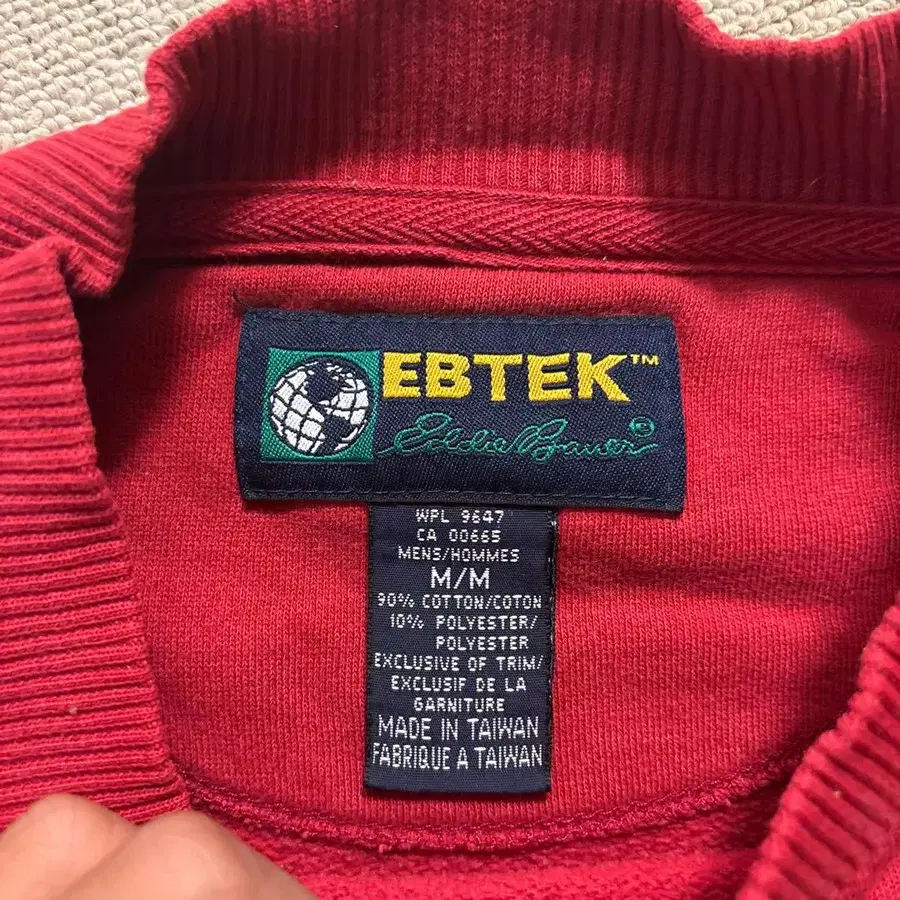 EBTEK™
Eddie Bauer®
WPL 9647
CA 00665
MENS/HOMMES
M/M
90% COTTON/COTON
10% POLYESTER/
POLYESTER
EXCLUSIVE OF TRIM/
EXCLUSIF DE LA
GARNITURE
MADE IN TAIWAN
FABRIQUE A TAIWAN